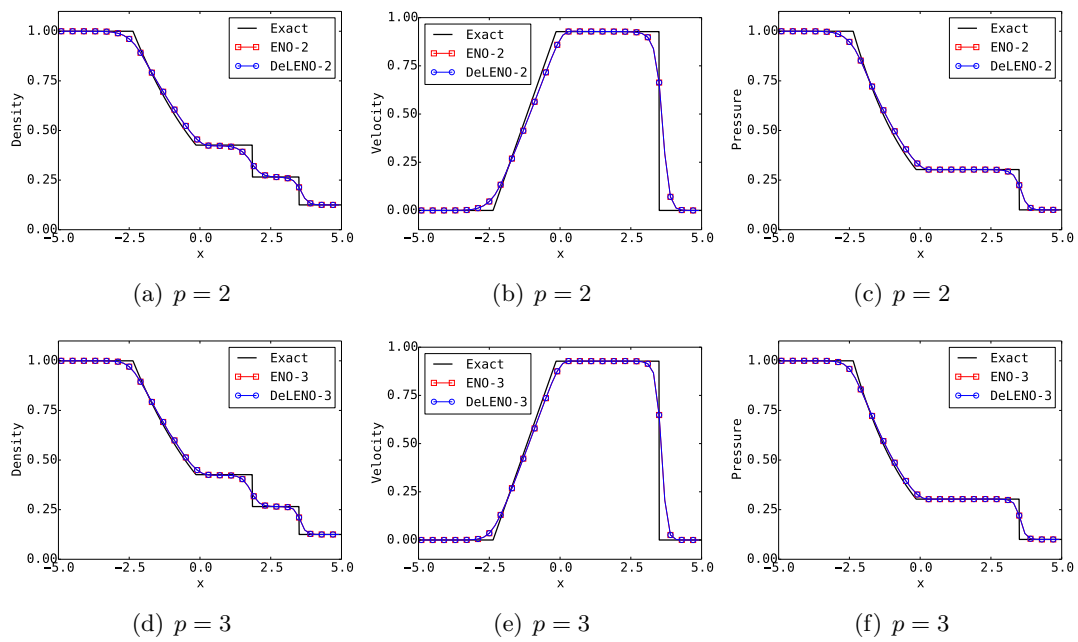 1.00
0.75
0.50
0.25
0.00
−5.0 −2.5 0.0 2.5 5.0
x
Density
Exact
ENO-2
DeLENO-2
(a) p = 2
1.00
0.75
0.50
0.25
0.00
−5.0 −2.5 0.0 2.5 5.0
x
Velocity
Exact
ENO-2
DeLENO-2
(b) p = 2
1.00
0.75
0.50
0.25
0.00
−5.0 −2.5 0.0 2.5 5.0
x
Pressure
Exact
ENO-2
DeLENO-2
(c) p = 2
1.00
0.75
0.50
0.25
0.00
−5.0 −2.5 0.0 2.5 5.0
x
Density
Exact
ENO-3
DeLENO-3
(d) p = 3
1.00
0.75
0.50
0.25
0.00
−5.0 −2.5 0.0 2.5 5.0
x
Velocity
Exact
ENO-3
DeLENO-3
(e) p = 3
1.00
0.75
0.50
0.25
0.00
−5.0 −2.5 0.0 2.5 5.0
x
Pressure
Exact
ENO-3
DeLENO-3
(f) p = 3